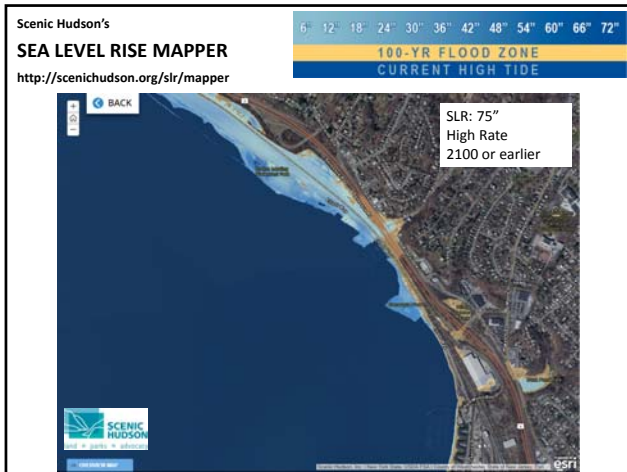 Scenic Hudson's
SEA LEVEL RISE MAPPER
http://scenichudson.org/slr/mapper
6" 12" 18" 24" 30" 36" 42" 48" 54" 60" 66" 72"
100-YR FLOOD ZONE
CURRENT HIGH TIDE
+
BACK
−
SLR: 75"
High Rate
2100 or earlier
SCENIC
HUDSON
esri